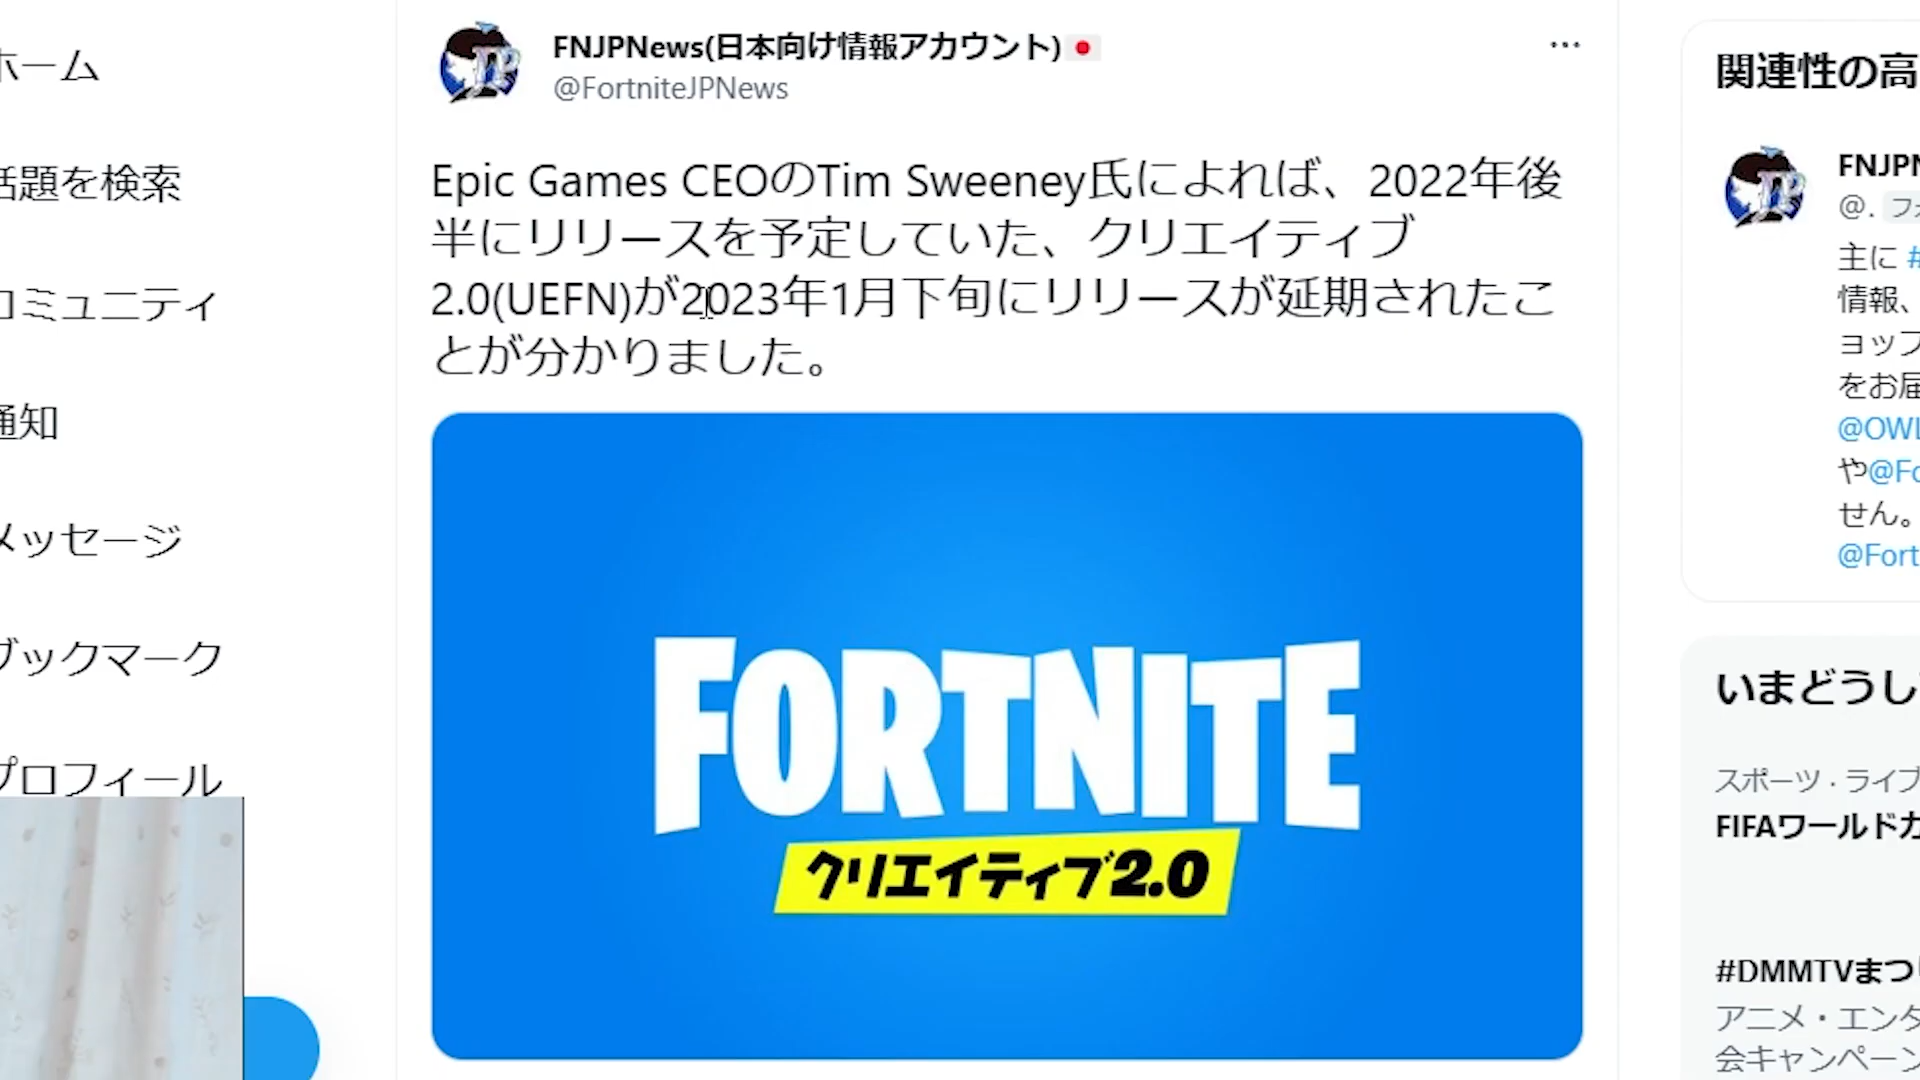 ホーム
話題を検索
コミュニティ
通知
メッセージ
ブックマーク
プロフィール
FNJPNews(日本向け情報アカウント)
@FortniteJPNews
Epic Games CEOのTim Sweeney氏によれば、2022年後
半にリリースを予定していた、クリエイティブ
2.0(UEFN)が2023年1月下旬にリリースが延期されたこ
とが分かりました。
FORTNITE
クリエイティブ2.0
関連性の高
FNJPN
@.
主に #
情報、
ョップ
をお届
@OWL
や@Fo
せん。
@Fort
いまどうし
スポーツ · ライブ
FIFAワールドカ
#DMMTVまつ
アニメ・エンタ
会キャンペーン